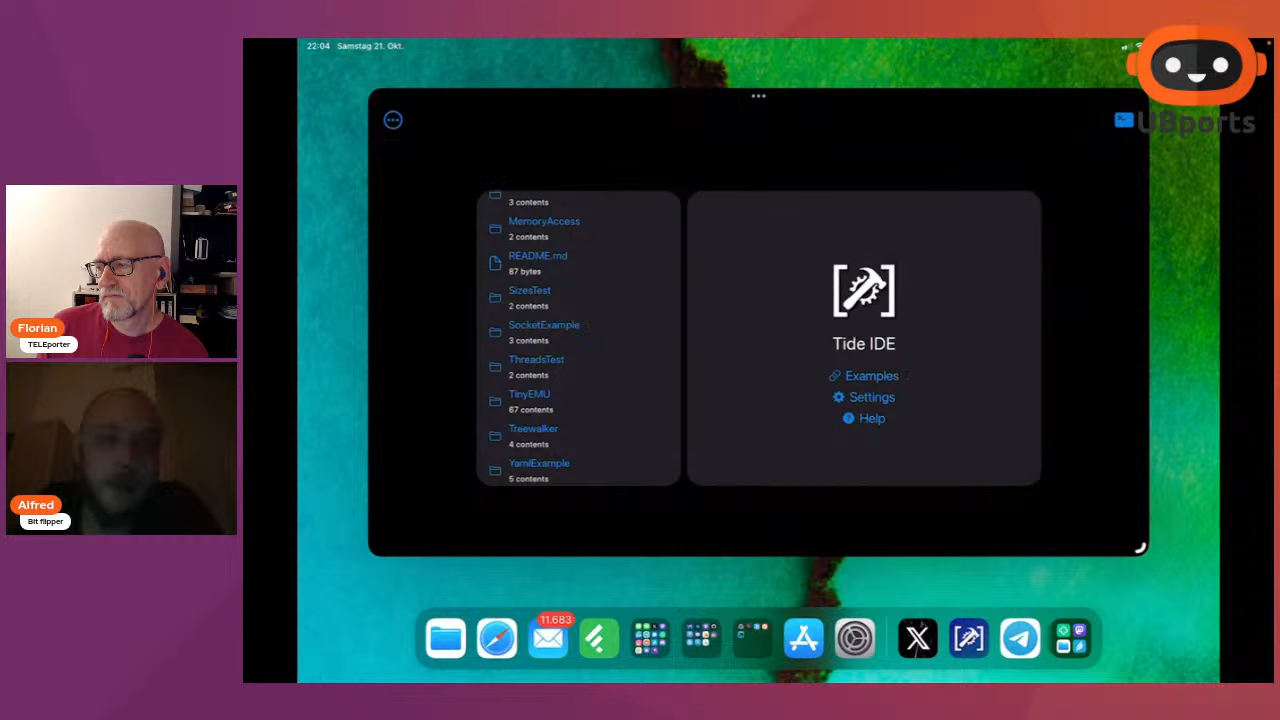 22:04 Samstag 21. Okt.
UBports
3 contents
MemoryAccess
2 contents
README.md
87 bytes
SizesTest
2 contents
SocketExample
3 contents
ThreadsTest
2 contents
TinyEMU
67 contents
Treewalker
4 contents
YamlExample
5 contents
Tide IDE
Examples
Settings
Help
Florian
TELEporter
Alfred
Bit flipper
11.683